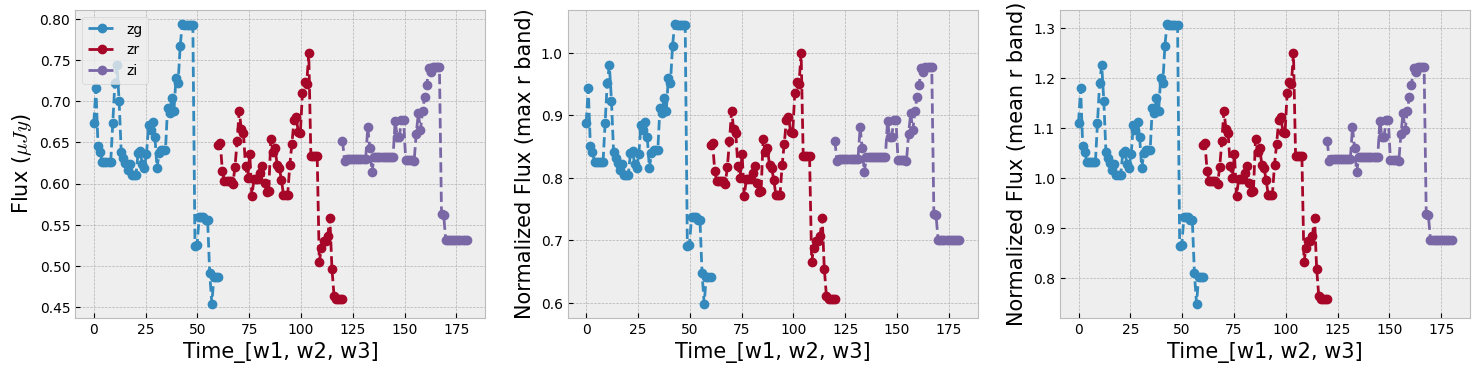 Flux (μJy)
0.80
0.75
0.70
0.65
0.60
0.55
0.50
0.45
zg
zr
zi
0 25 50 75 100 125 150 175
Time_[w1, w2, w3]
Normalized Flux (max r band)
1.0
0.9
0.8
0.7
0.6
0 25 50 75 100 125 150 175
Time_[w1, w2, w3]
Normalized Flux (mean r band)
1.3
1.2
1.1
1.0
0.9
0.8
0 25 50 75 100 125 150 175
Time_[w1, w2, w3]